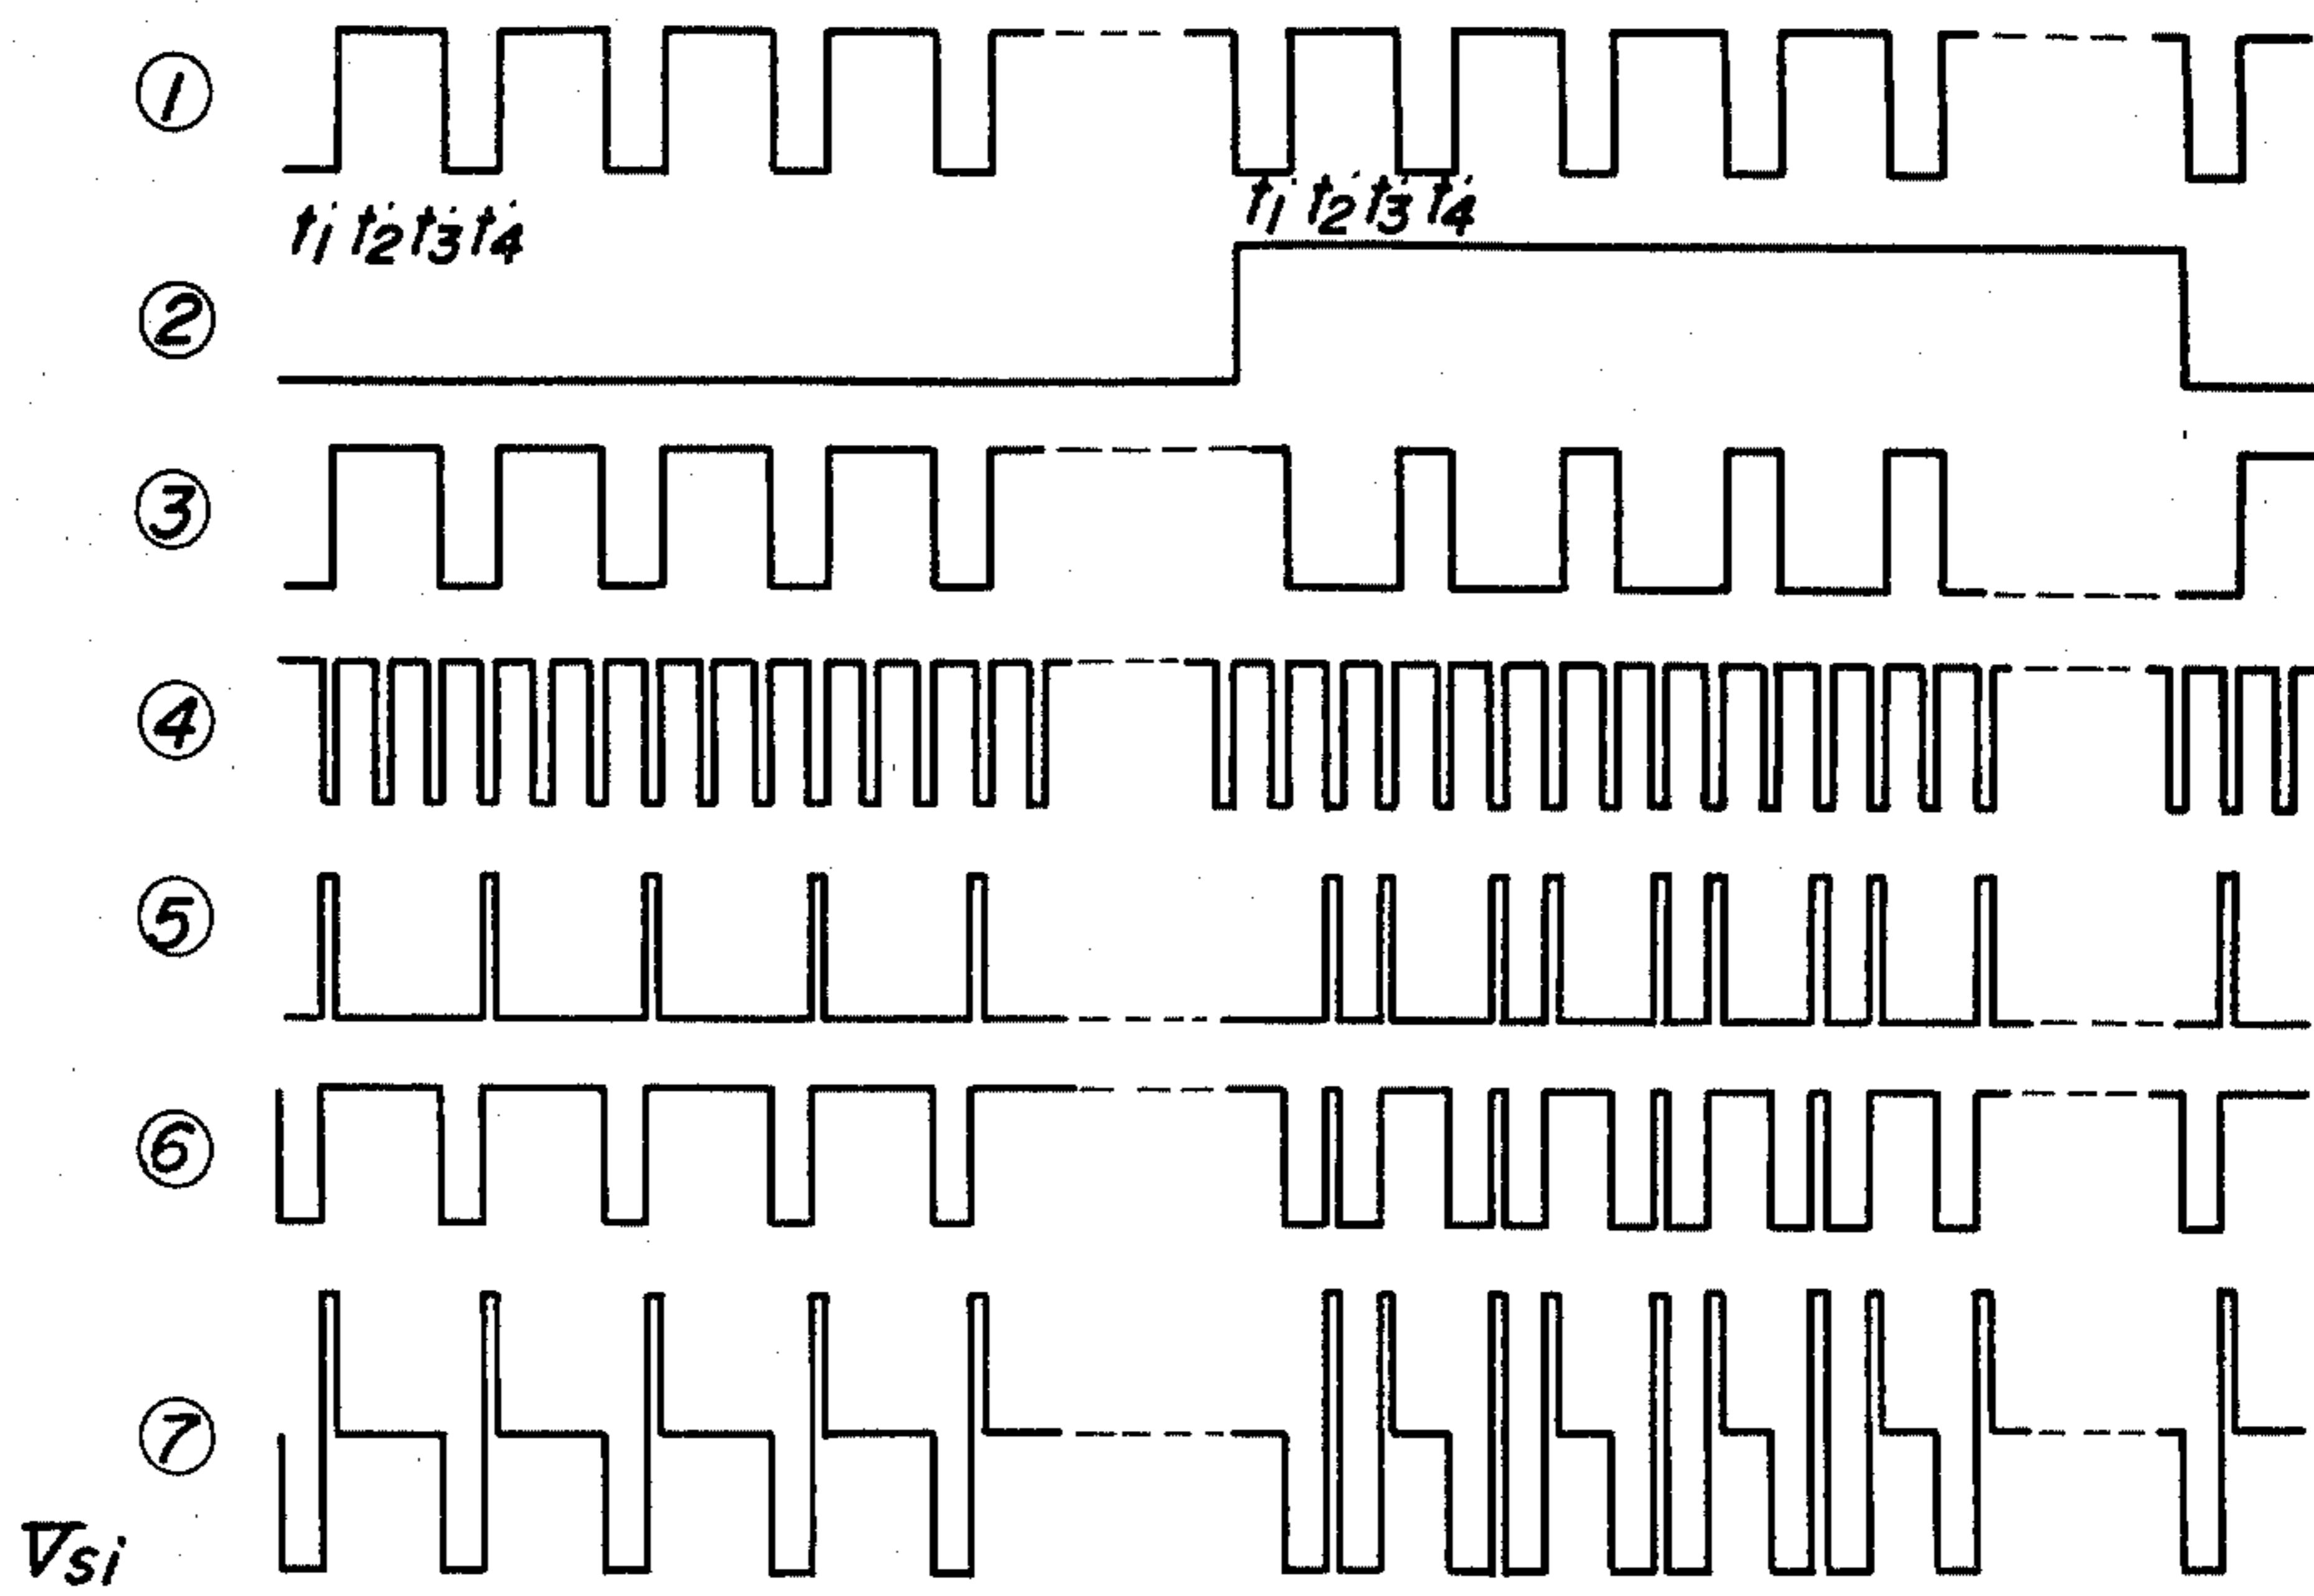 ①
t₁ t₂ t₃ t₄
t₁ t₂ t₃ t₄
②
③
④
⑤
⑥
⑦
Vsi